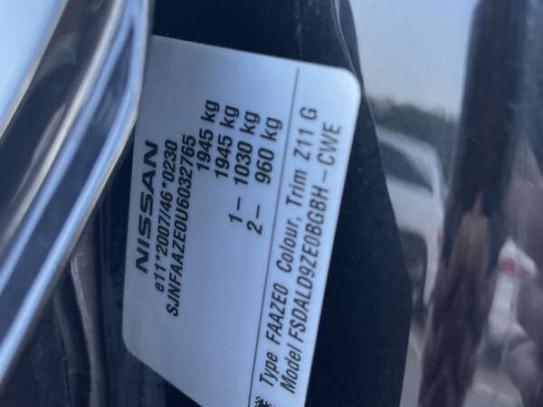 NISSAN
e11*2007/46*0230
SJNFAAZE0U6032765
1945 kg
1945 kg
1- 1030 kg
2- 960 kg
Type FAAZE0 Colour, Trim Z11 G
Model FSDALD9ZE0BGBH-CWE